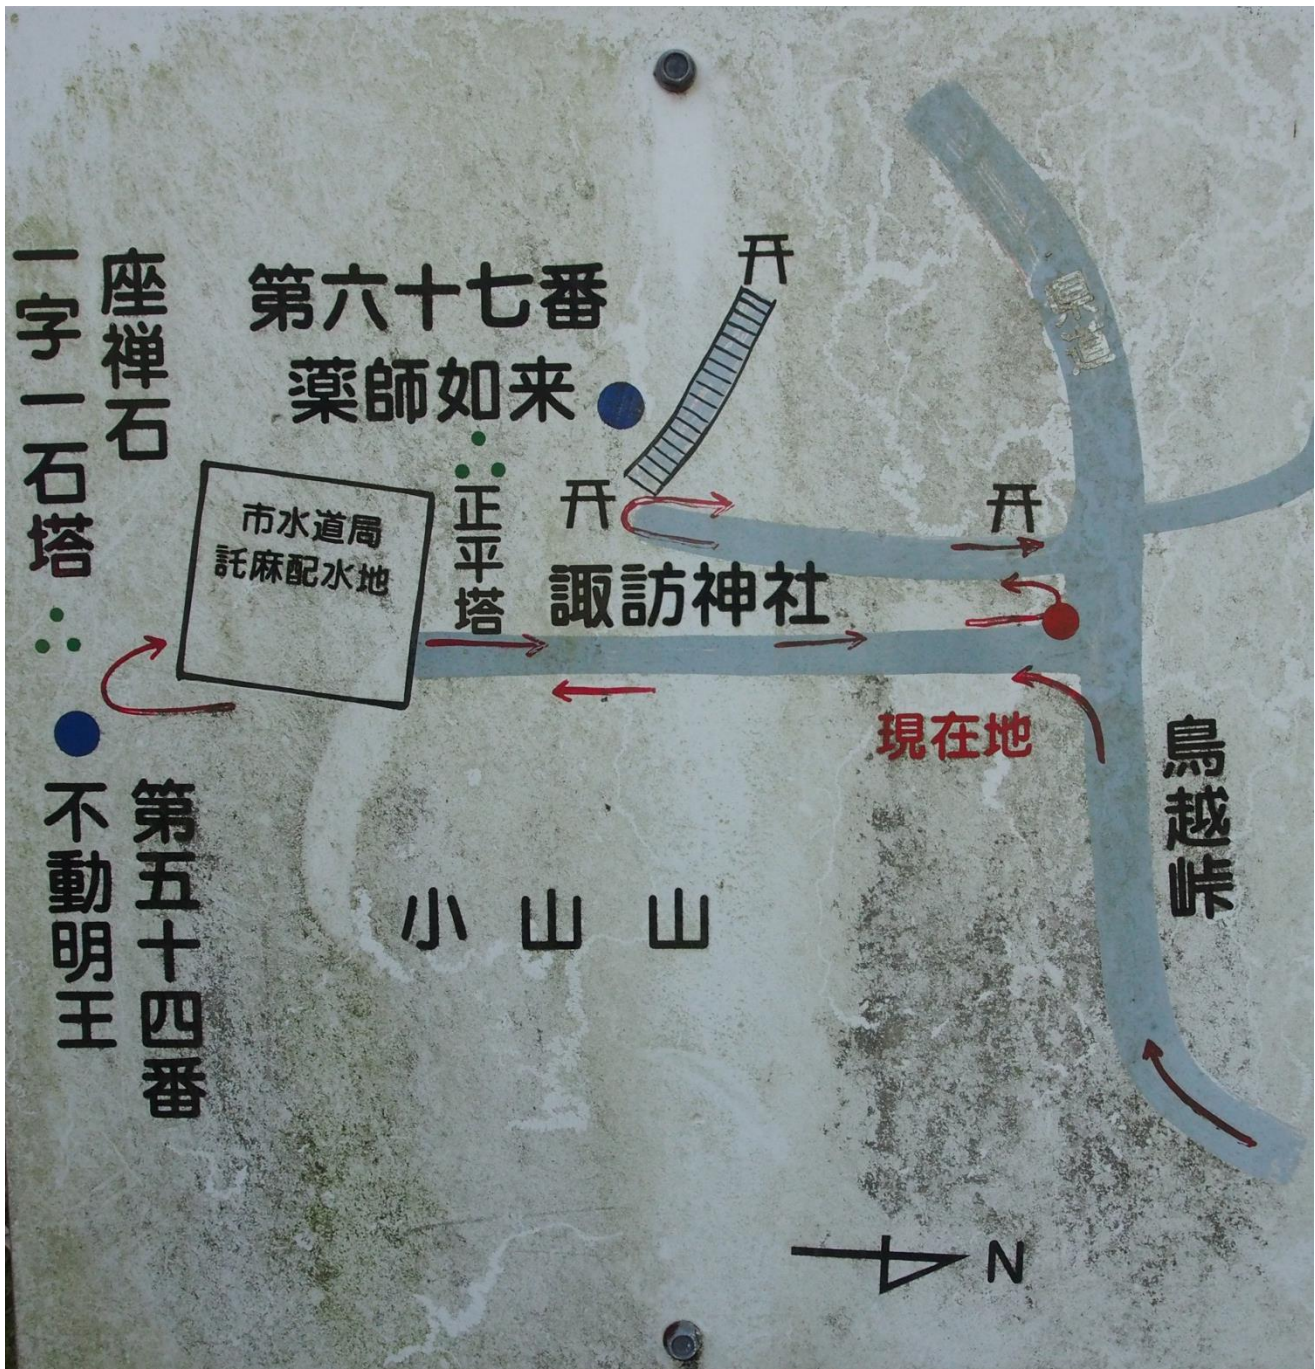 県道
第六十七番
薬師如来
座禅石
一字一石塔
市水道局
託麻配水地
正平塔
諏訪神社
現在地
鳥越峠
第五十四番
不動明王
小山山
N